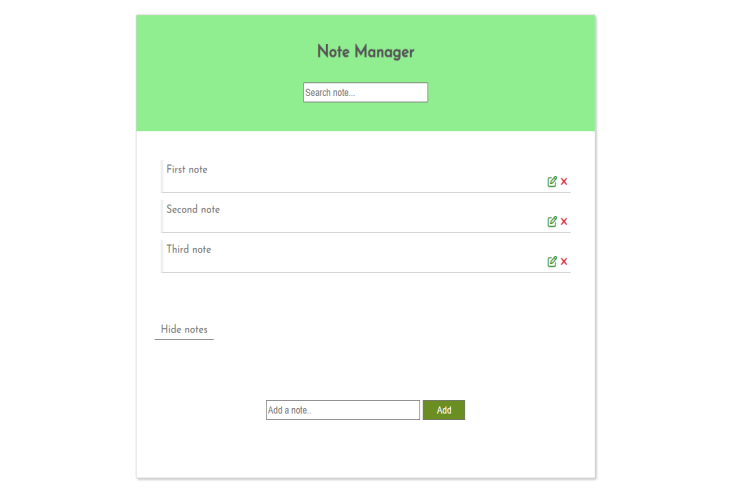 Note Manager
Search note...
First note
Second note
Third note
Hide notes
Add a note..
Add